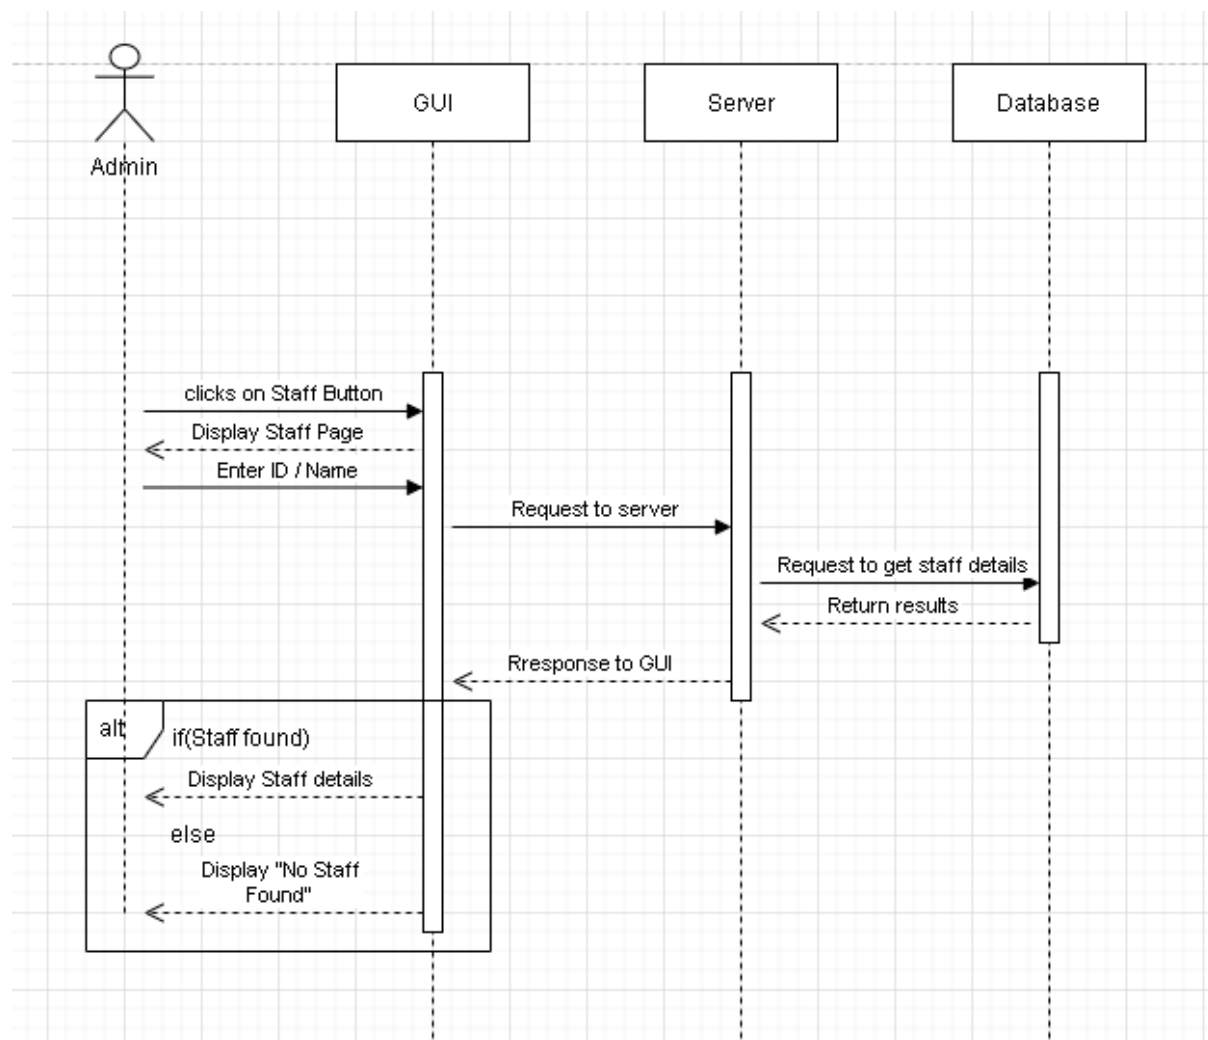 Admin
GUI
Server
Database
clicks on Staff Button
Display Staff Page
Enter ID / Name
Request to server
Request to get staff details
Return results
Rresponse to GUI
alt
if(Staff found)
Display Staff details
else
Display "No Staff
Found"